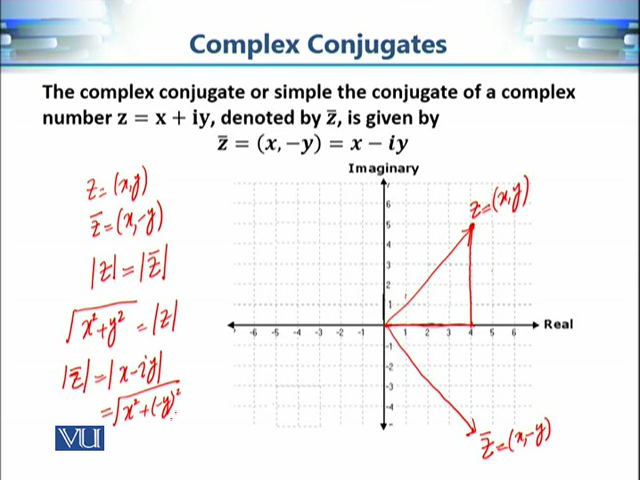 Complex Conjugates
The complex conjugate or simple the conjugate of a complex
number z = x + iy, denoted by z̄, is given by
z̄ = (x, −y) = x − iy
z = (x,y)
z̄ = (x,-y)
|z| = |z̄|
√(x²+y²) = |z|
|z̄| = |x-iy|
= √(x²+(-y)²)
VU
Imaginary
z=(x,y)
6
5
4
3
2
1
-6 -5 -4 -3 -2 -1 1 2 3 4 5 6
Real
-1
-2
-3
-4
z̄=(x,-y)